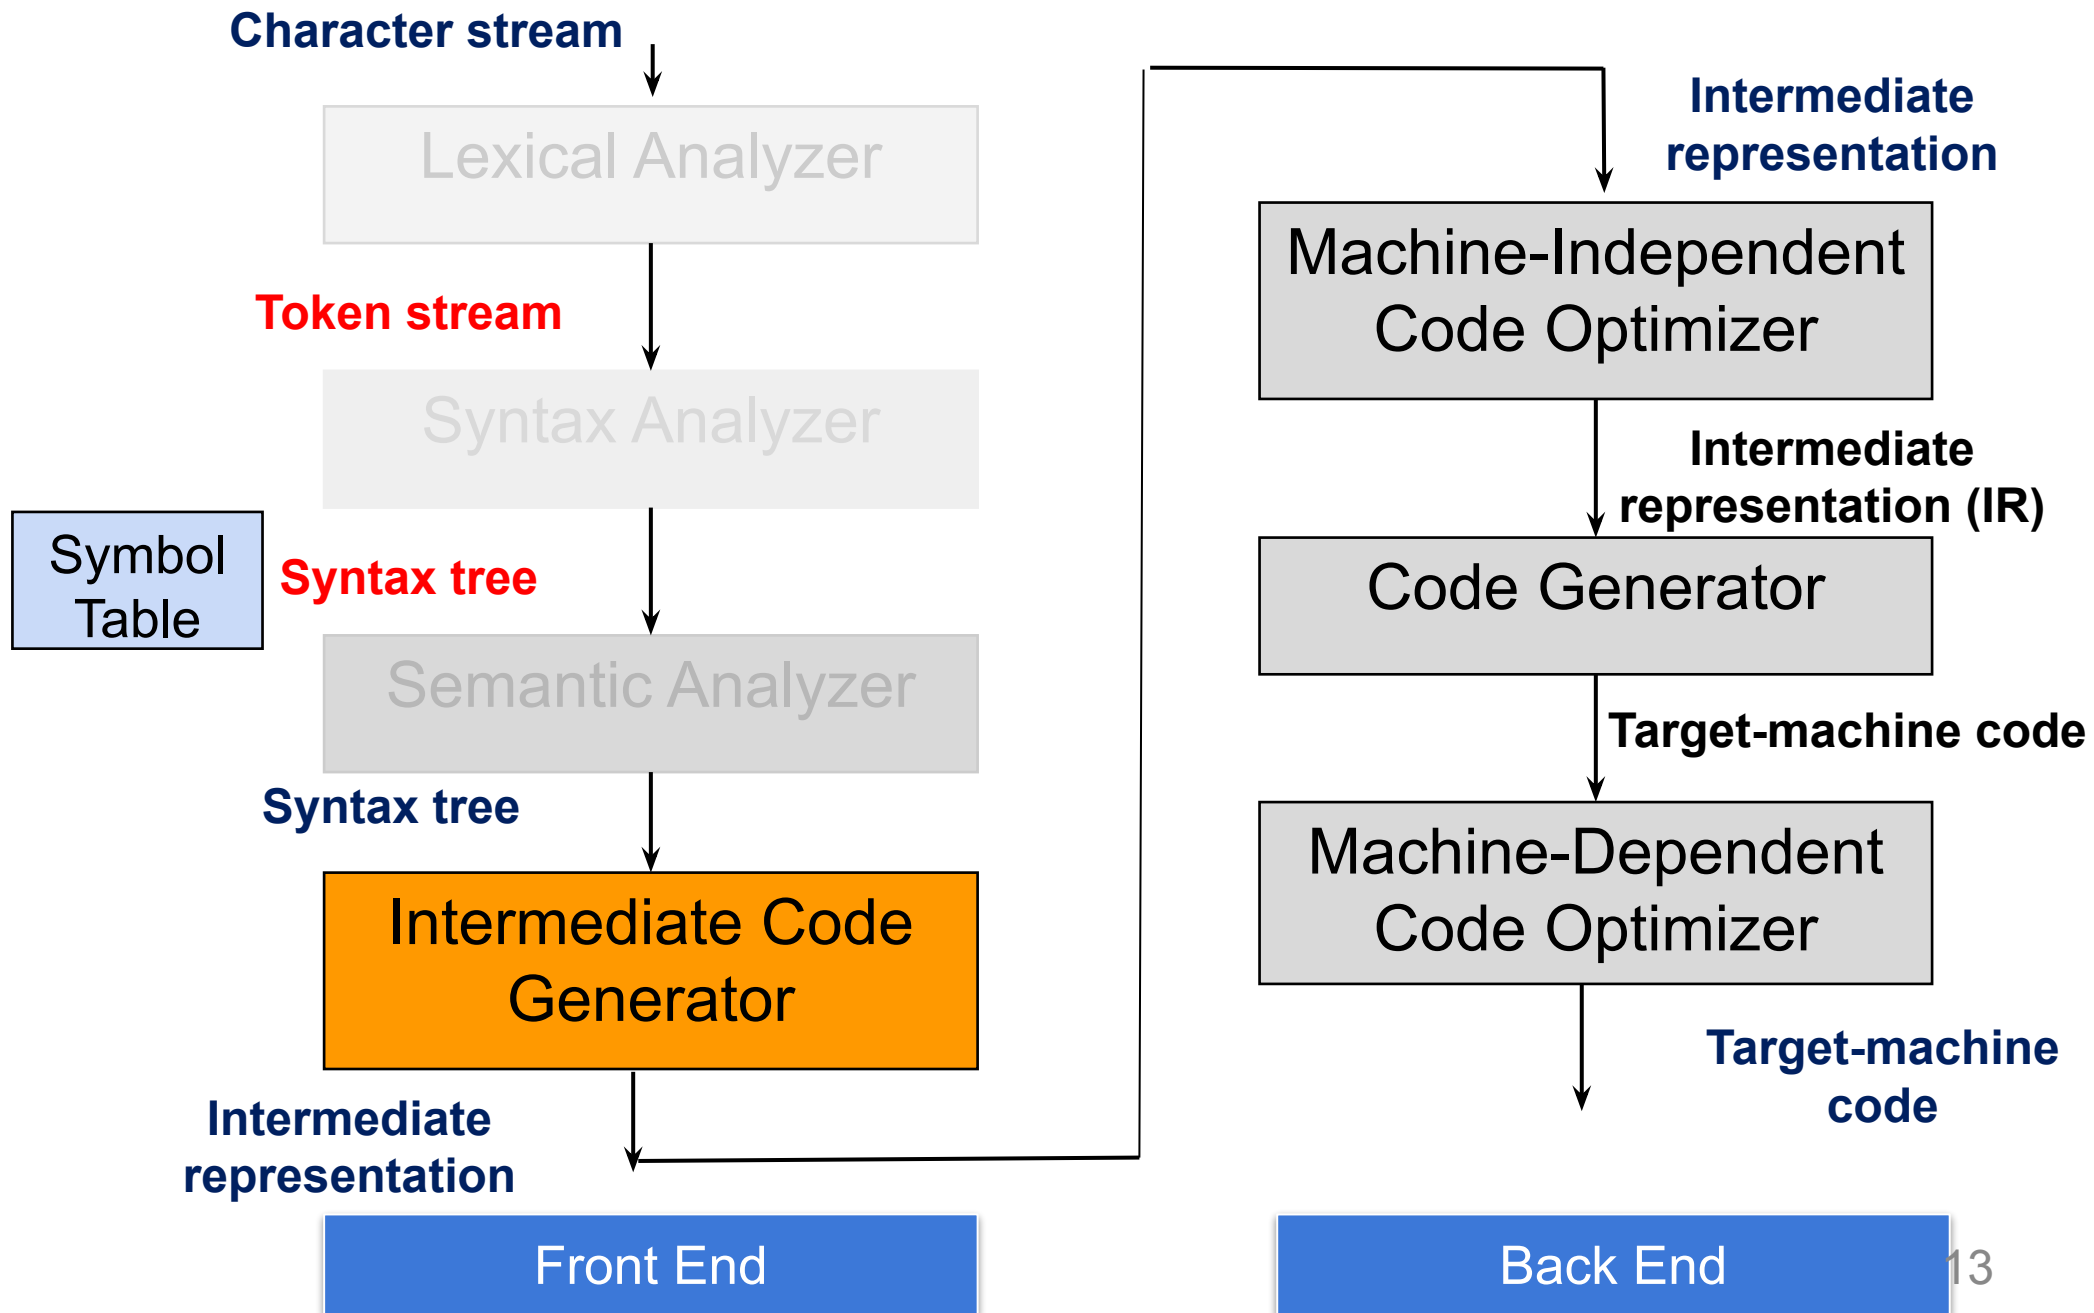 Character stream
Lexical Analyzer
Token stream
Syntax Analyzer
Symbol
Table
Syntax tree
Semantic Analyzer
Syntax tree
Intermediate Code
Generator
Intermediate
representation
Front End
Intermediate
representation
Machine-Independent
Code Optimizer
Intermediate
representation (IR)
Code Generator
Target-machine code
Machine-Dependent
Code Optimizer
Target-machine
code
Back End
13